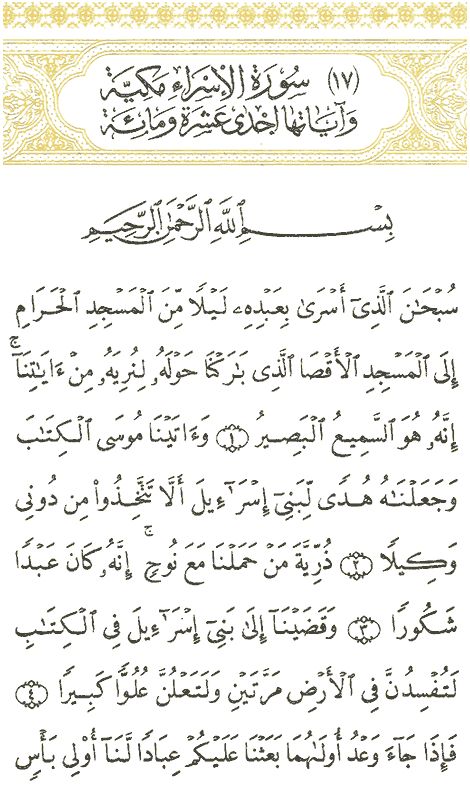 (١٧) سُورَةُ الإِسْرَاءِ مَكِيَّة
وَآيَاتُهَا اِحْدَى عَشْرَةَ وَمَائِة
بِسْمِ ٱللَّهِ ٱلرَّحْمَٰنِ ٱلرَّحِيمِ
سُبْحَٰنَ ٱلَّذِىٓ أَسْرَىٰ بِعَبْدِهِۦ لَيْلًا مِّنَ ٱلْمَسْجِدِ ٱلْحَرَامِ
إِلَى ٱلْمَسْجِدِ ٱلْأَقْصَا ٱلَّذِى بَٰرَكْنَا حَوْلَهُۥ لِنُرِيَهُۥ مِنْ ءَايَٰتِنَآ ۚ
إِنَّهُۥ هُوَ ٱلسَّمِيعُ ٱلْبَصِيرُ ﴿١﴾ وَءَاتَيْنَا مُوسَى ٱلْكِتَٰبَ
وَجَعَلْنَٰهُ هُدًى لِّبَنِىٓ إِسْرَٰٓءِيلَ أَلَّا تَتَّخِذُوا۟ مِن دُونِى
وَكِيلًا ﴿٢﴾ ذُرِّيَّةَ مَنْ حَمَلْنَا مَعَ نُوحٍ ۚ إِنَّهُۥ كَانَ عَبْدًا
شَكُورًا ﴿٣﴾ وَقَضَيْنَآ إِلَىٰ بَنِىٓ إِسْرَٰٓءِيلَ فِى ٱلْكِتَٰبِ
لَتُفْسِدُنَّ فِى ٱلْأَرْضِ مَرَّتَيْنِ وَلَتَعْلُنَّ عُلُوًّا كَبِيرًا ﴿٤﴾
فَإِذَا جَآءَ وَعْدُ أُولَىٰهُمَا بَعَثْنَا عَلَيْكُمْ عِبَادًا لَّنَآ أُو۟لِى بَأْسٍ